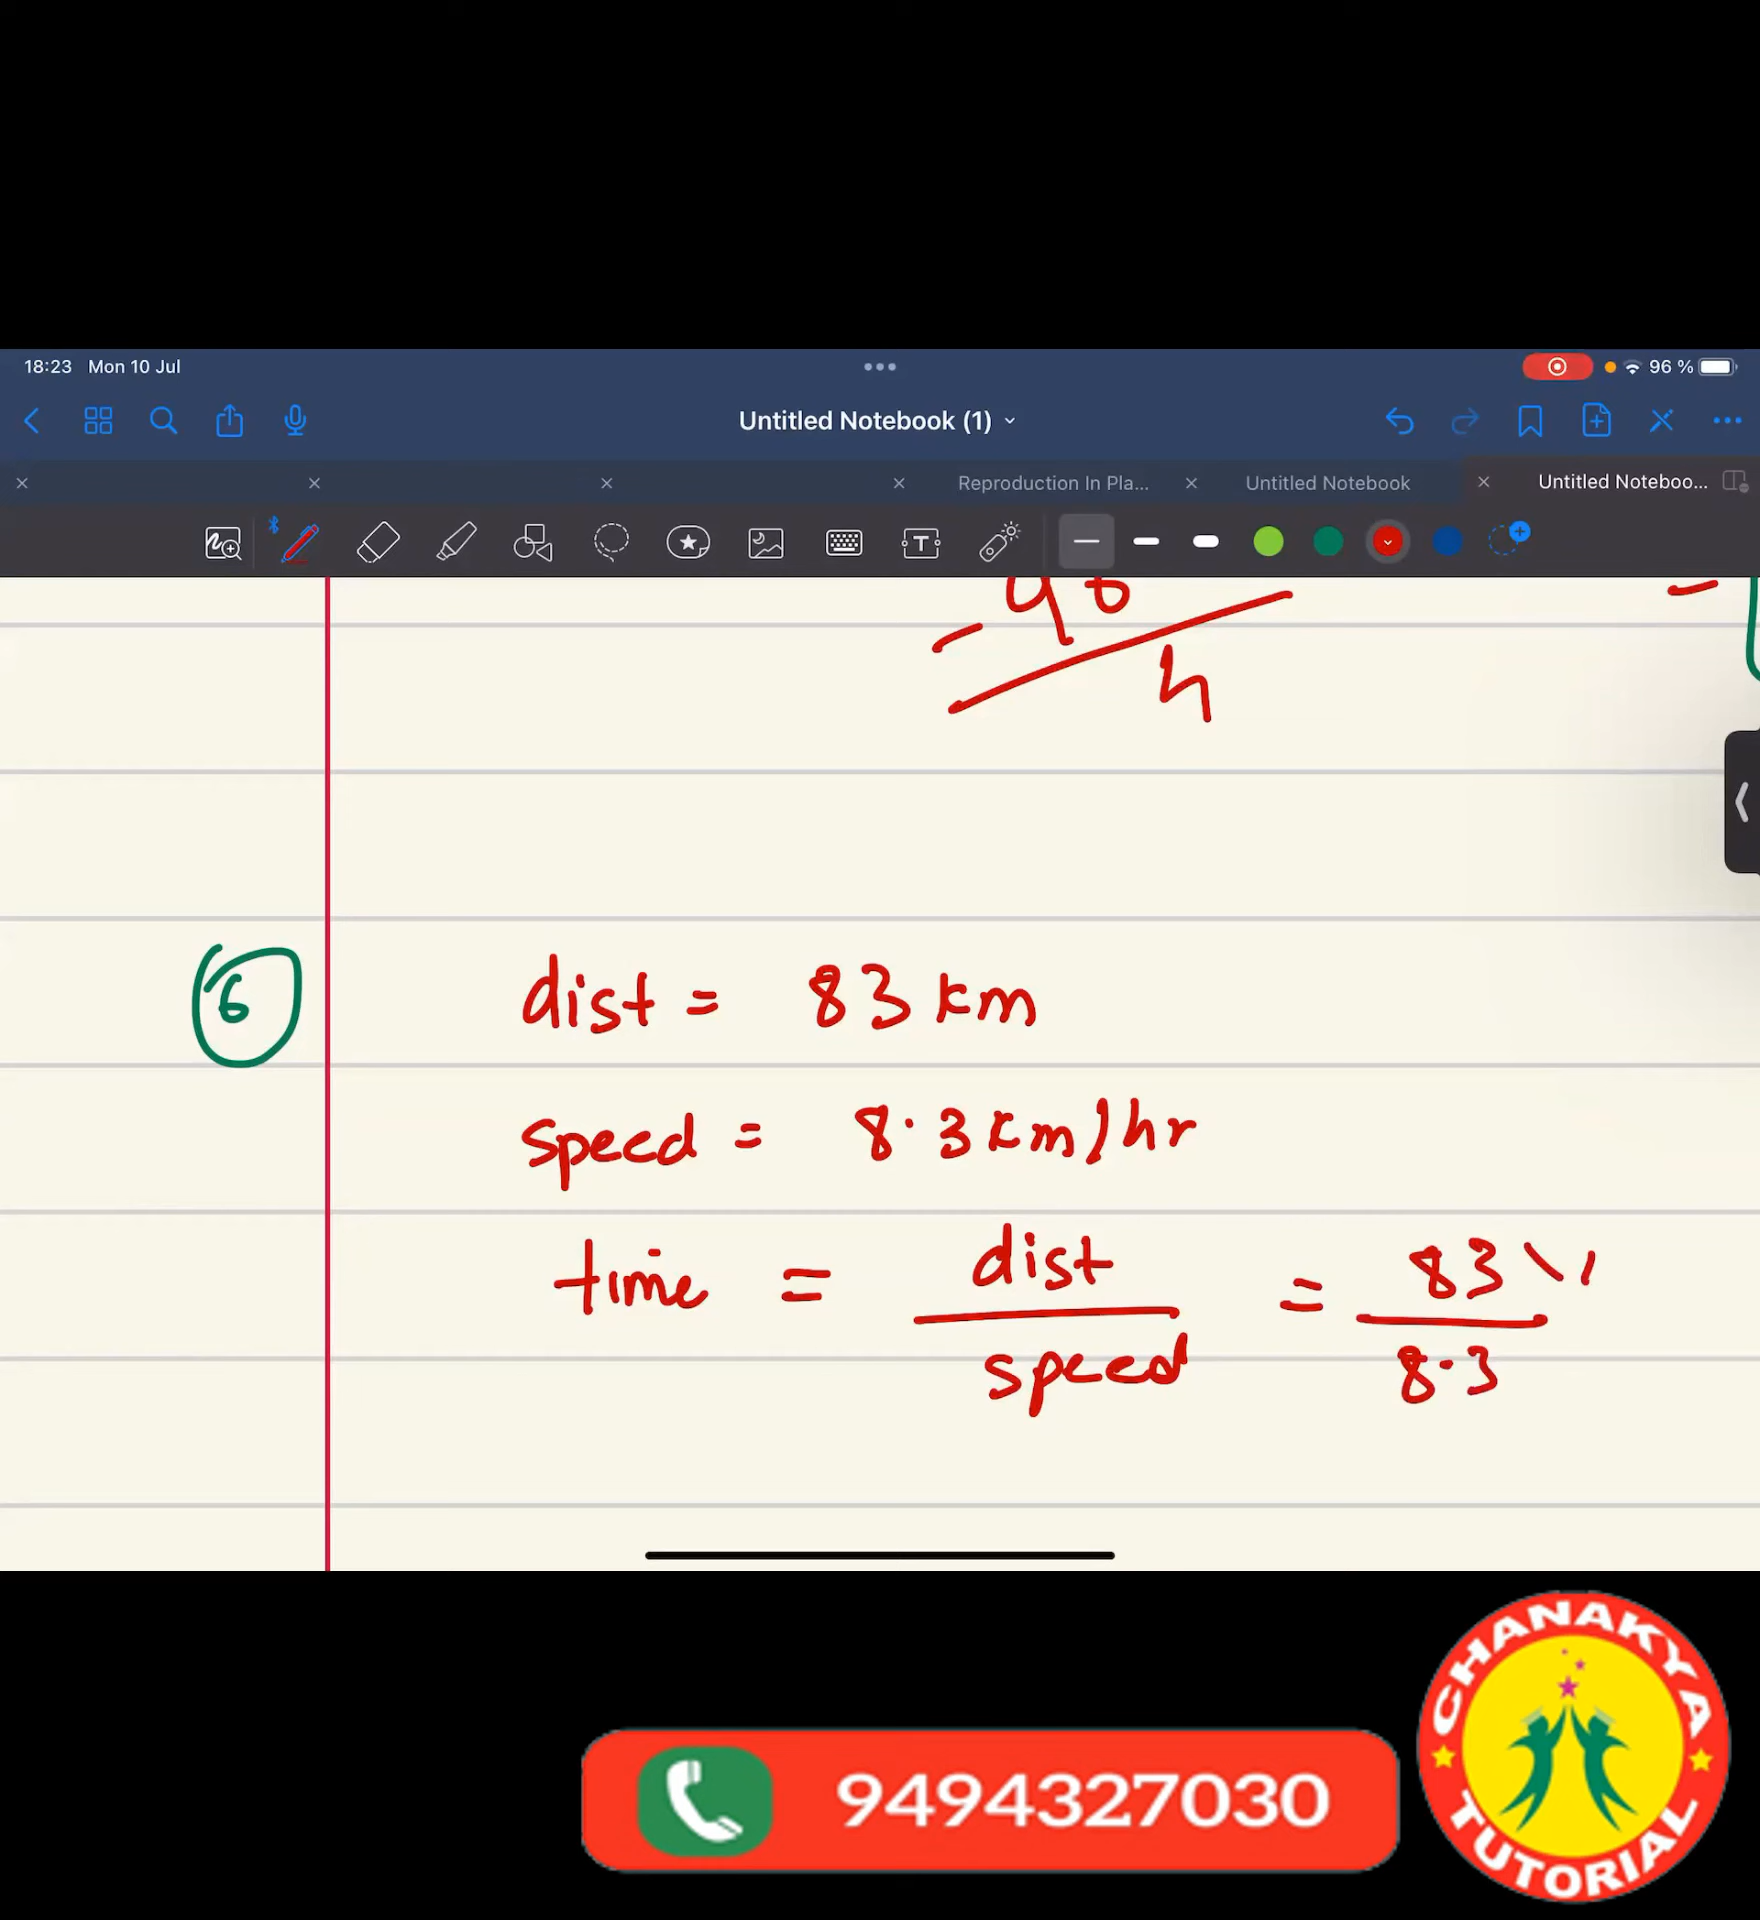 18:23 Mon 10 Jul
96 %
Untitled Notebook (1)
Reproduction In Pla...
Untitled Notebook
Untitled Noteboo...
T
h
6
dist = 83 km
speed = 8.3 km/hr
time = dist / speed = 83 / 8.3
9494327030
CHANAKYA
TUTORIAL